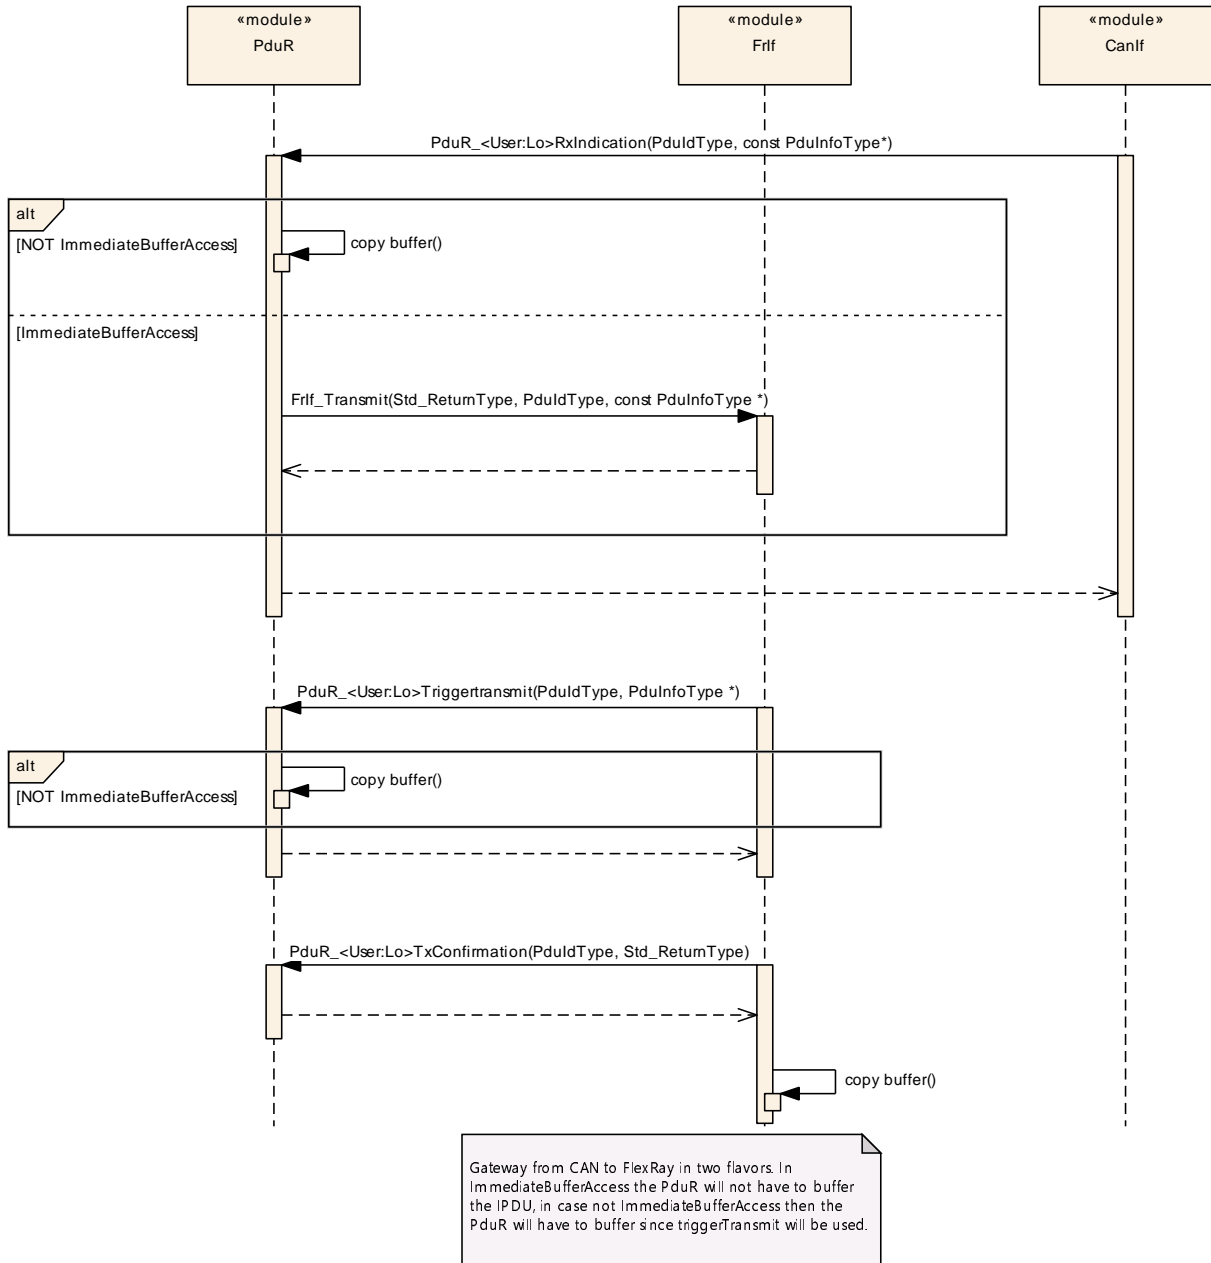 «module»
PduR
«module»
FrIf
«module»
CanIf
PduR_<User:Lo>RxIndication(PduIdType, const PduInfoType*)
alt
[NOT ImmediateBufferAccess]
copy buffer()
[ImmediateBufferAccess]
FrIf_Transmit(Std_ReturnType, PduIdType, const PduInfoType *)
PduR_<User:Lo>Triggertransmit(PduIdType, PduInfoType *)
alt
[NOT ImmediateBufferAccess]
copy buffer()
PduR_<User:Lo>TxConfirmation(PduIdType, Std_ReturnType)
copy buffer()
Gateway from CAN to FlexRay in two flavors. In
ImmediateBufferAccess the PduR will not have to buffer
the IPDU, in case not ImmediateBufferAccess then the
PduR will have to buffer since triggerTransmit will be used.